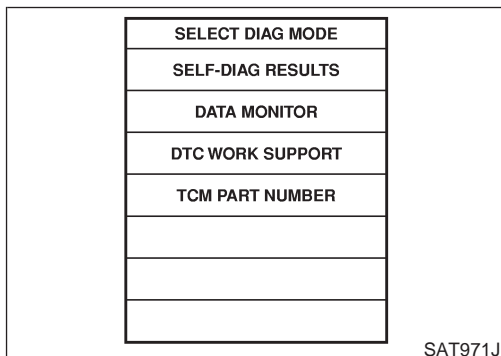 SELECT DIAG MODE
SELF-DIAG RESULTS
DATA MONITOR
DTC WORK SUPPORT
TCM PART NUMBER
SAT971J